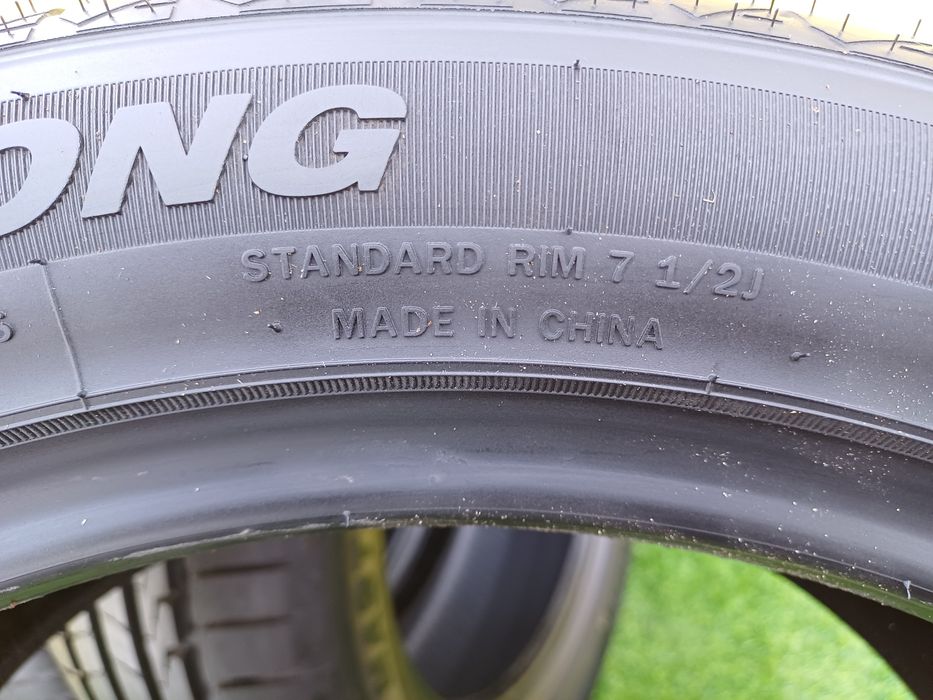 ONG
STANDARD RIM 7 1/2J
MADE IN CHINA